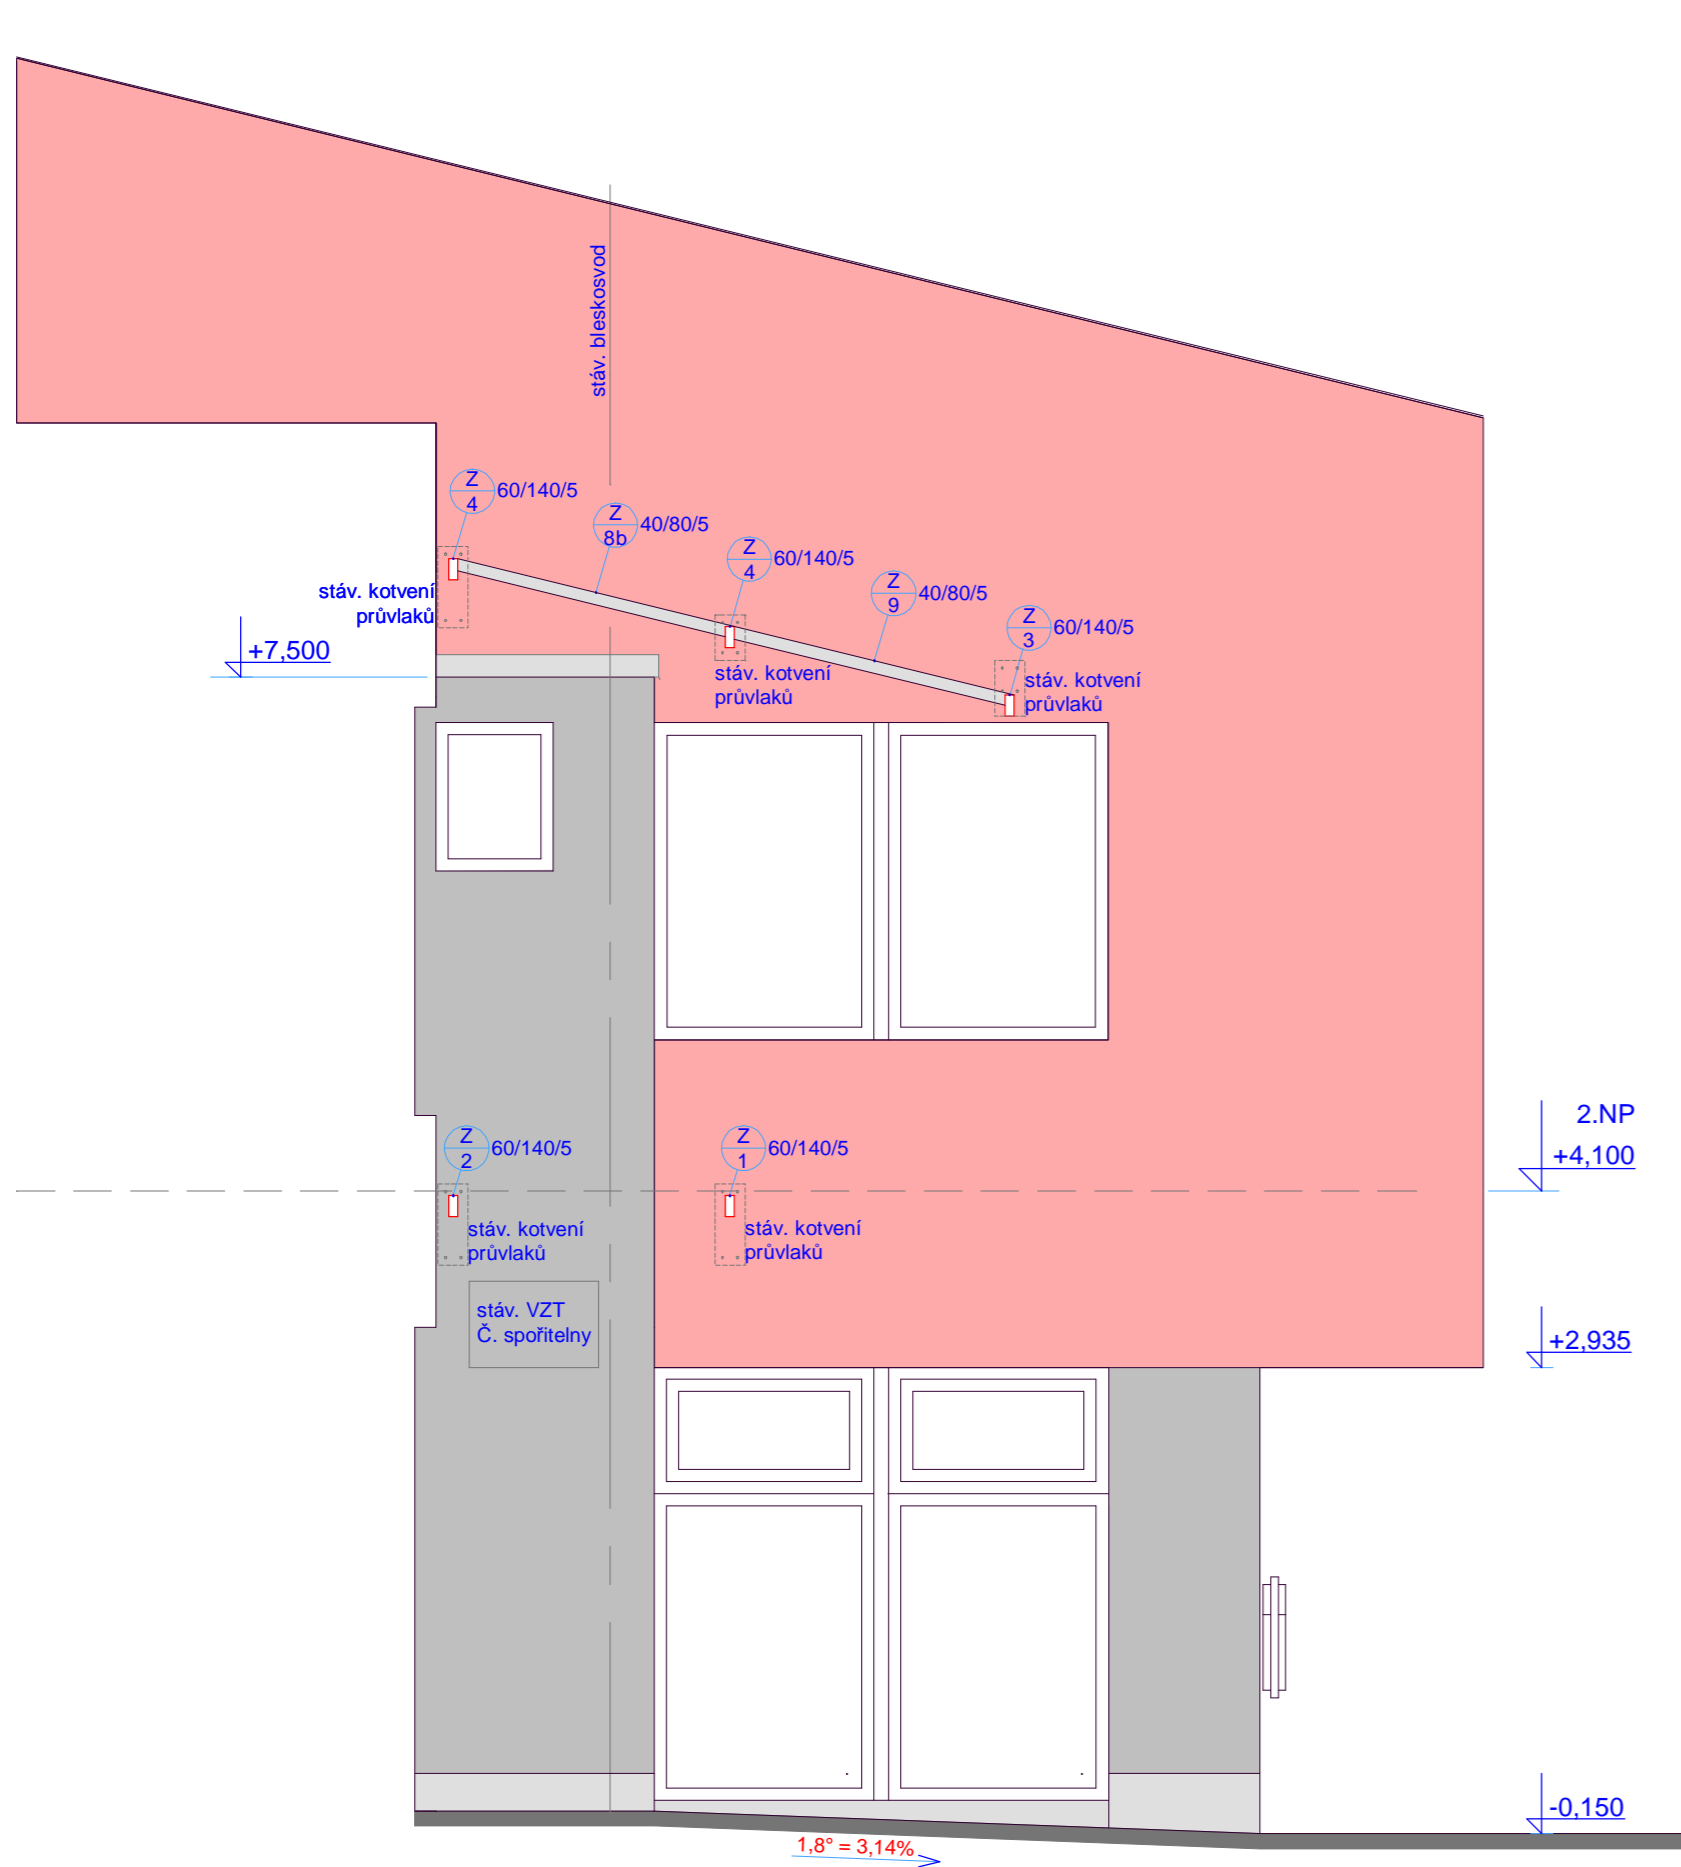 stáv. bleskosvod
Z
4
60/140/5
Z
8b
40/80/5
Z
4
60/140/5
Z
9
40/80/5
Z
3
60/140/5
stáv. kotvení
průvlaků
+7,500
stáv. kotvení
průvlaků
stáv. kotvení
průvlaků
2.NP
+4,100
Z
2
60/140/5
Z
1
60/140/5
stáv. kotvení
průvlaků
stáv. kotvení
průvlaků
stáv. VZT
Č. spořitelny
+2,935
-0,150
1,8° = 3,14%